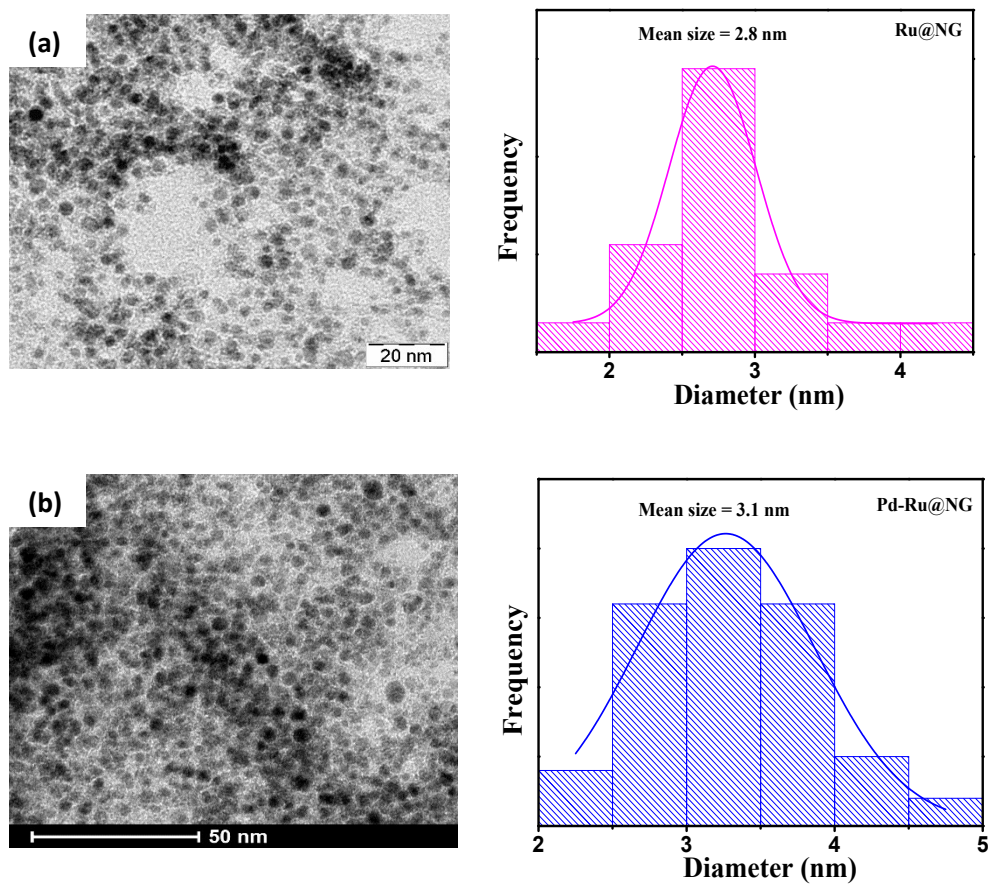 (a)
20 nm
Mean size = 2.8 nm
Ru@NG
Frequency
2
3
4
Diameter (nm)
(b)
50 nm
Mean size = 3.1 nm
Pd-Ru@NG
Frequency
2
3
4
5
Diameter (nm)